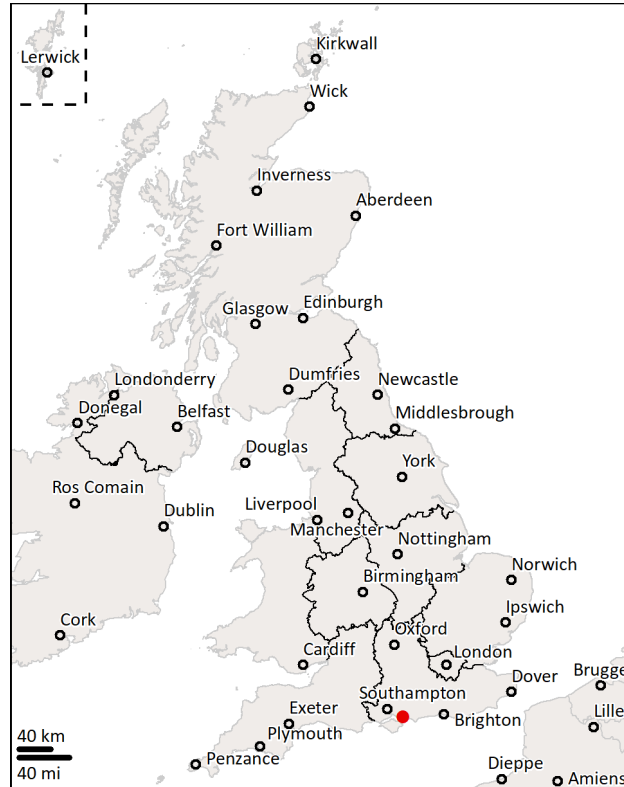 Kirkwall
Lerwick
Wick
Inverness
Aberdeen
Fort William
Glasgow
Edinburgh
Londonderry
Dumfries
Newcastle
Donegal
Belfast
Middlesbrough
Douglas
York
Ros Comain
Liverpool
Dublin
Manchester
Nottingham
Birmingham
Norwich
Ipswich
Cork
Oxford
Cardiff
London
Dover
Brugge
Southampton
Exeter
Brighton
Lille
Plymouth
40 km
Penzance
Dieppe
40 mi
Amiens